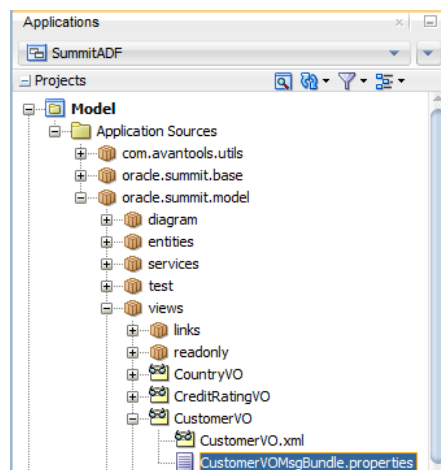 Applications
SummitADF
Projects
Model
Application Sources
com.avantools.utils
oracle.summit.base
oracle.summit.model
diagram
entities
services
test
views
links
readonly
CountryVO
CreditRatingVO
CustomerVO
CustomerVO.xml
CustomerVOMsgBundle.properties